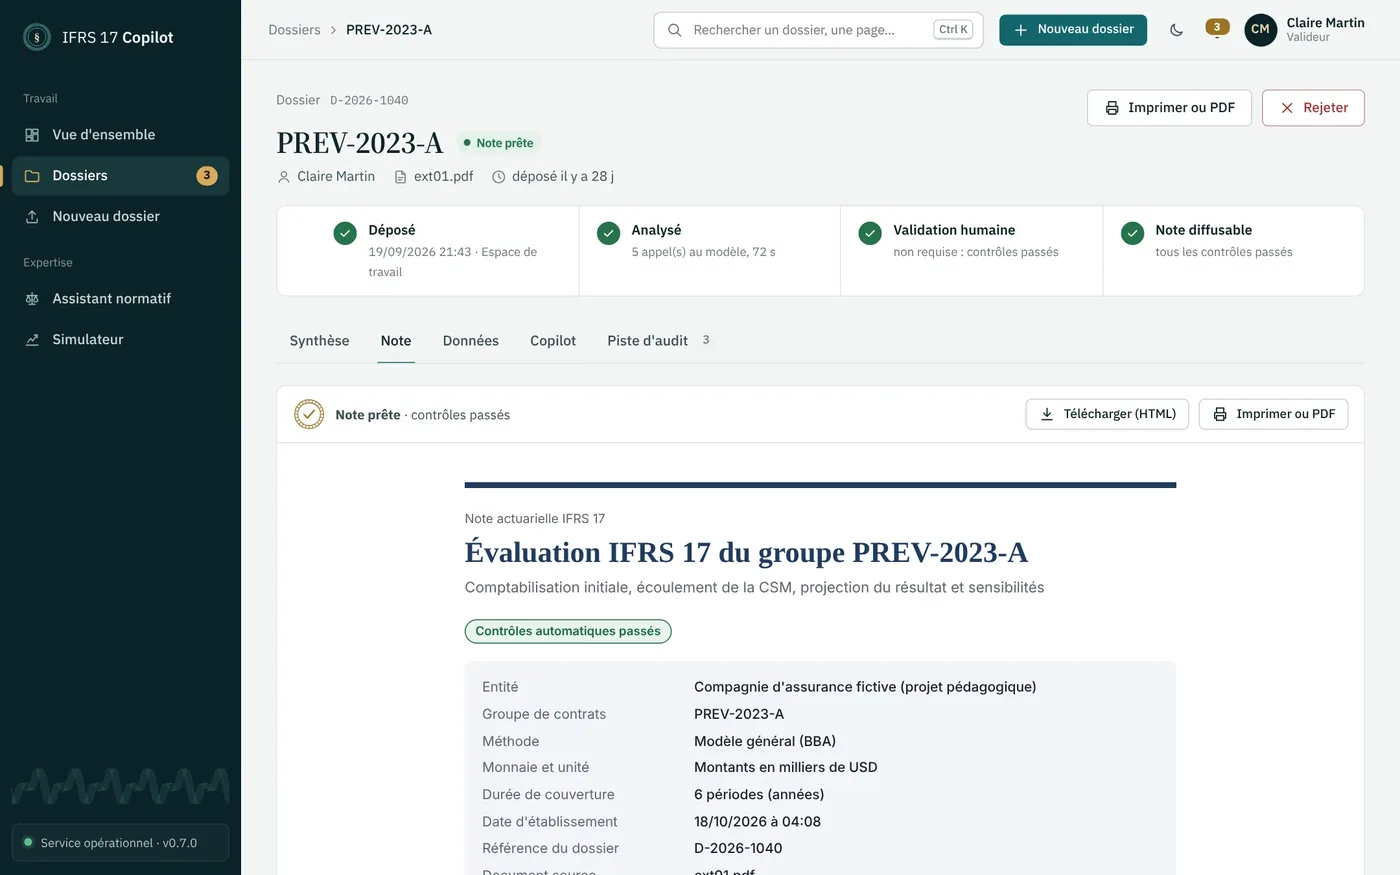 §
IFRS 17 Copilot
Travail
Vue d'ensemble
Dossiers 3
Nouveau dossier
Expertise
Assistant normatif
Simulateur
Service opérationnel · v0.7.0
Dossiers > PREV-2023-A
Rechercher un dossier, une page... Ctrl K
Nouveau dossier
3
CM
Claire Martin
Valideur
Dossier D-2026-1040
PREV-2023-A Note prête
Claire Martin ext01.pdf déposé il y a 28 j
Imprimer ou PDF
Rejeter
Déposé
19/09/2026 21:43 · Espace de
travail
Analysé
5 appel(s) au modèle, 72 s
Validation humaine
non requise : contrôles passés
Note diffusable
tous les contrôles passés
Synthèse Note Données Copilot Piste d'audit 3
Note prête · contrôles passés
Télécharger (HTML)
Imprimer ou PDF
Note actuarielle IFRS 17
Évaluation IFRS 17 du groupe PREV-2023-A
Comptabilisation initiale, écoulement de la CSM, projection du résultat et sensibilités
Contrôles automatiques passés
Entité Compagnie d'assurance fictive (projet pédagogique)
Groupe de contrats PREV-2023-A
Méthode Modèle général (BBA)
Monnaie et unité Montants en milliers de USD
Durée de couverture 6 périodes (années)
Date d'établissement 18/10/2026 à 04:08
Référence du dossier D-2026-1040
Document source ext01.pdf